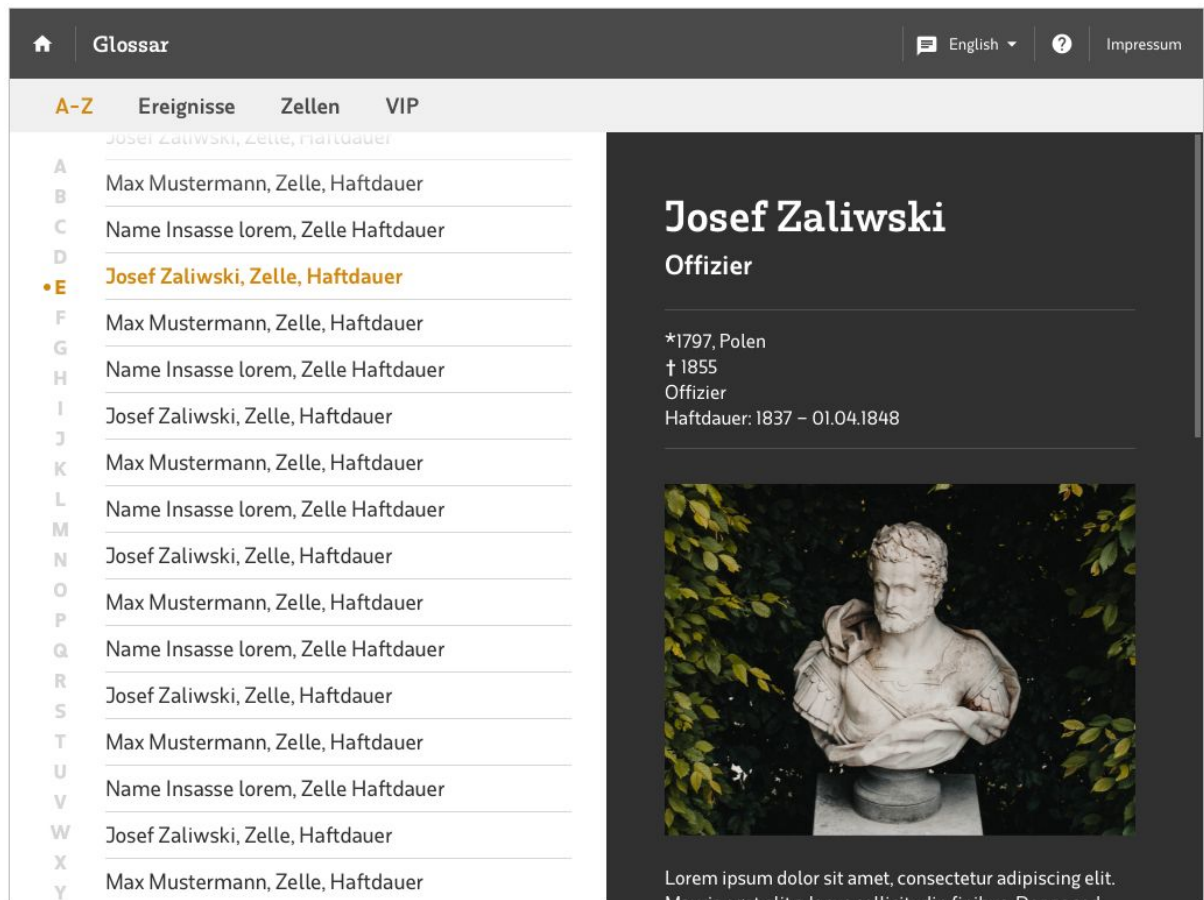 Glossar
English
Impressum
A-Z
Ereignisse
Zellen
VIP
A
B
C
D
E
F
G
H
I
J
K
L
M
N
O
P
Q
R
S
T
U
V
W
X
Y
Josef Zaliwski, Zelle, Haftdauer
Max Mustermann, Zelle, Haftdauer
Name Insasse lorem, Zelle Haftdauer
Josef Zaliwski, Zelle, Haftdauer
Max Mustermann, Zelle, Haftdauer
Name Insasse lorem, Zelle Haftdauer
Josef Zaliwski, Zelle, Haftdauer
Max Mustermann, Zelle, Haftdauer
Name Insasse lorem, Zelle Haftdauer
Josef Zaliwski, Zelle, Haftdauer
Max Mustermann, Zelle, Haftdauer
Name Insasse lorem, Zelle Haftdauer
Josef Zaliwski, Zelle, Haftdauer
Max Mustermann, Zelle, Haftdauer
Name Insasse lorem, Zelle Haftdauer
Josef Zaliwski, Zelle, Haftdauer
Max Mustermann, Zelle, Haftdauer
Josef Zaliwski
Offizier
*1797, Polen
† 1855
Offizier
Haftdauer: 1837 – 01.04.1848
Lorem ipsum dolor sit amet, consectetur adipiscing elit.